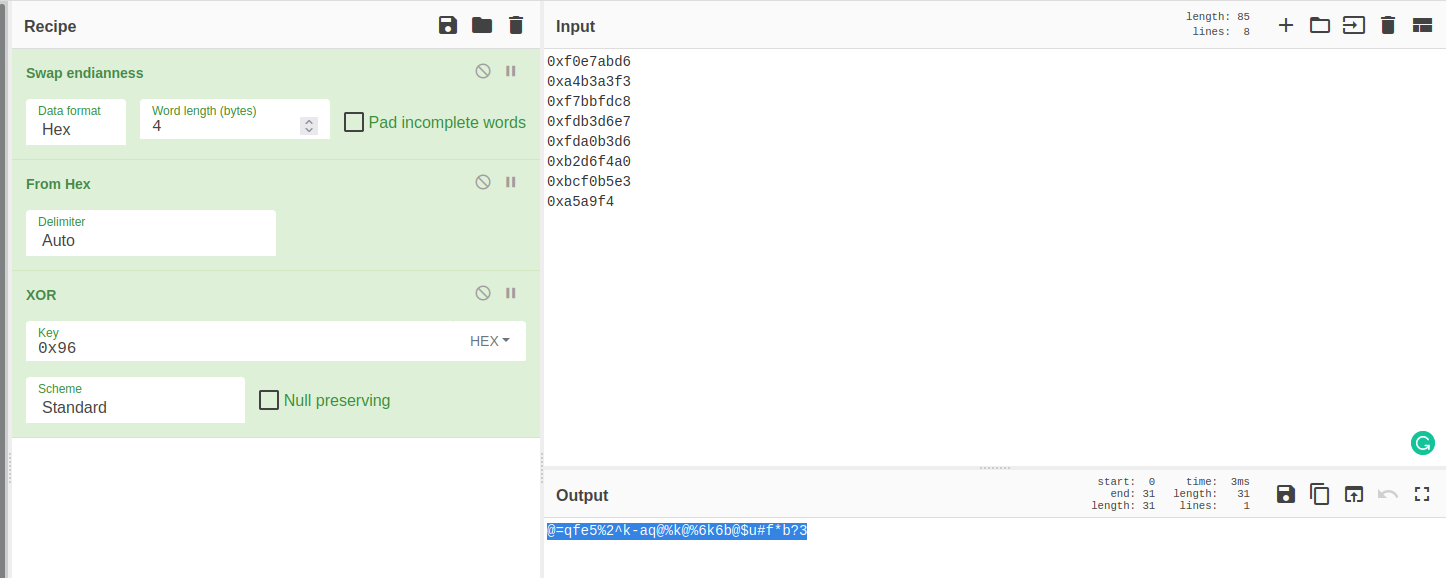 Recipe
Swap endianness
Data format
Hex
Word length (bytes)
4
Pad incomplete words
From Hex
Delimiter
Auto
XOR
Key
0x96
HEX
Scheme
Standard
Null preserving
Input
length: 85
lines: 8
0xf0e7abd6
0xa4b3a3f3
0xf7bbfdc8
0xfdb3d6e7
0xfda0b3d6
0xb2d6f4a0
0xbcf0b5e3
0xa5a9f4
Output
start: 0 time: 3ms
end: 31 length: 31
length: 31 lines: 1
@=qfe5%2^k-aq@%k@%6k6b@$u#f*b?3